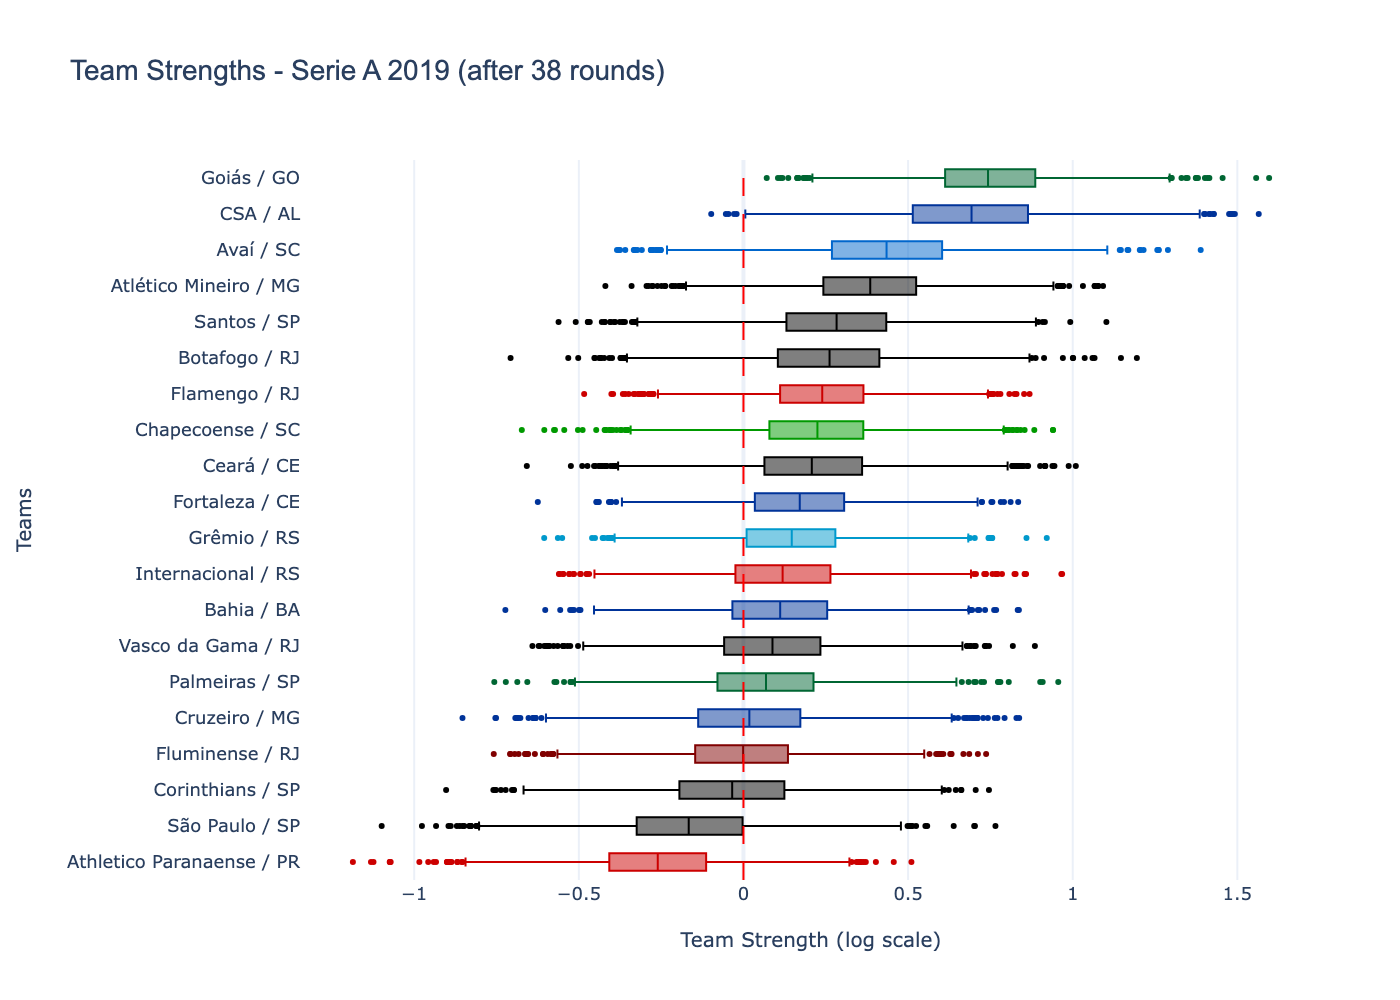 Team Strengths - Serie A 2019 (after 38 rounds)
Goiás / GO
CSA / AL
Avaí / SC
Atlético Mineiro / MG
Santos / SP
Botafogo / RJ
Flamengo / RJ
Chapecoense / SC
Ceará / CE
Fortaleza / CE
Grêmio / RS
Internacional / RS
Bahia / BA
Vasco da Gama / RJ
Palmeiras / SP
Cruzeiro / MG
Fluminense / RJ
Corinthians / SP
São Paulo / SP
Athletico Paranaense / PR
Teams
−1 −0.5 0 0.5 1 1.5
Team Strength (log scale)